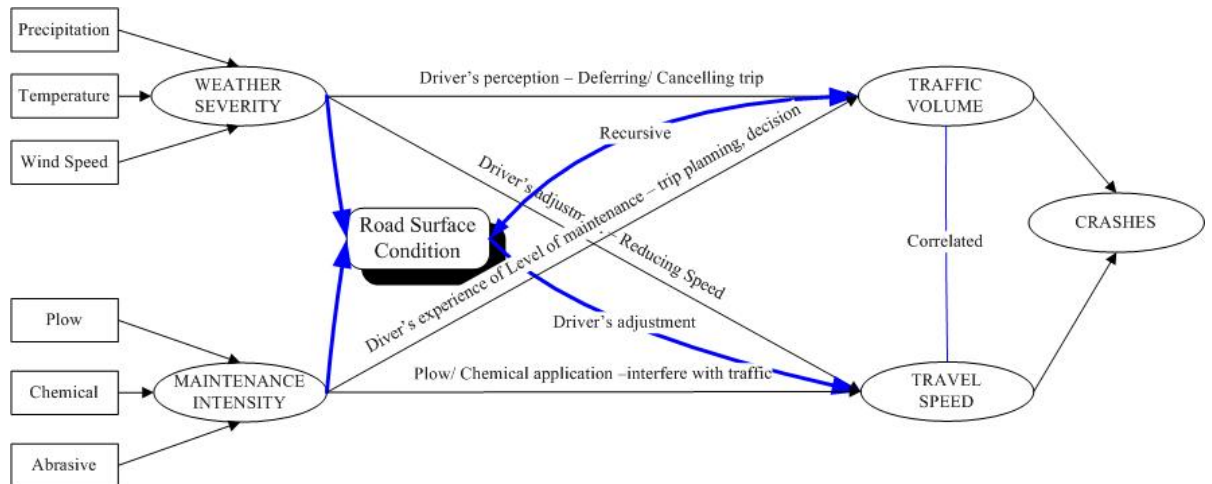 Precipitation
Temperature
Wind Speed
WEATHER
SEVERITY
Driver's perception – Deferring/ Cancelling trip
TRAFFIC
VOLUME
Recursive
Driver's adjustm – Reducing Speed
Diver's experience of Level of maintenance – trip planning, decision
Road Surface
Condition
Correlated
CRASHES
Driver's adjustment
Plow
Chemical
Abrasive
MAINTENANCE
INTENSITY
Plow/ Chemical application –interfere with traffic
TRAVEL
SPEED